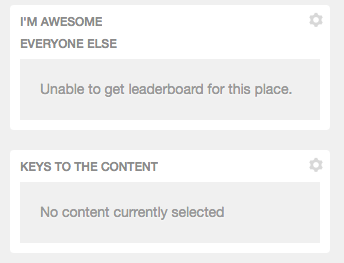 I'M AWESOME
EVERYONE ELSE
Unable to get leaderboard for this place.
KEYS TO THE CONTENT
No content currently selected